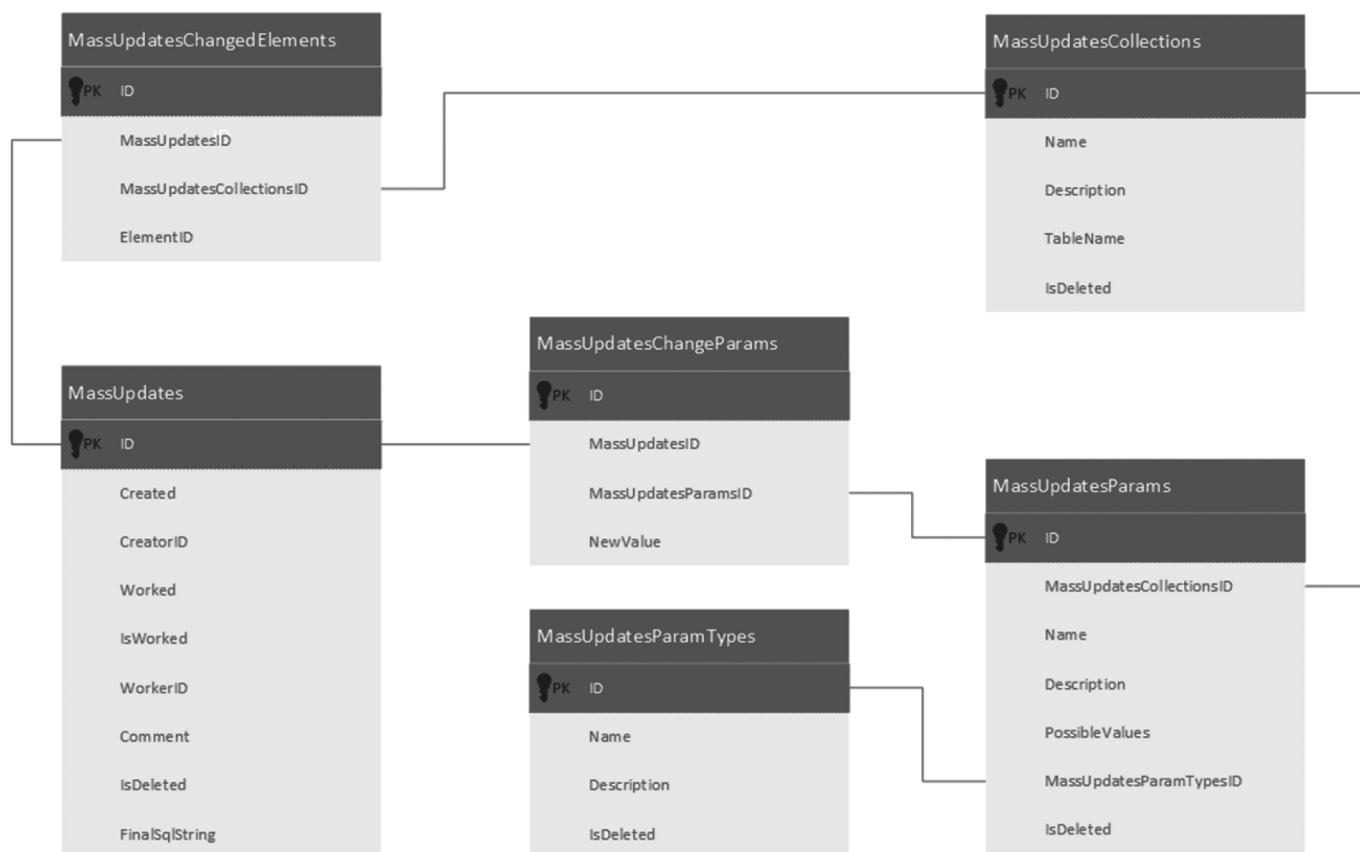 MassUpdatesChangedElements
PK ID
MassUpdatesID
MassUpdatesCollectionsID
ElementID
MassUpdatesCollections
PK ID
Name
Description
TableName
IsDeleted
MassUpdatesChangeParams
PK ID
MassUpdatesID
MassUpdatesParamsID
NewValue
MassUpdates
PK ID
Created
CreatorID
Worked
IsWorked
WorkerID
Comment
IsDeleted
FinalSqlString
MassUpdatesParamTypes
PK ID
Name
Description
IsDeleted
MassUpdatesParams
PK ID
MassUpdatesCollectionsID
Name
Description
PossibleValues
MassUpdatesParamTypesID
IsDeleted